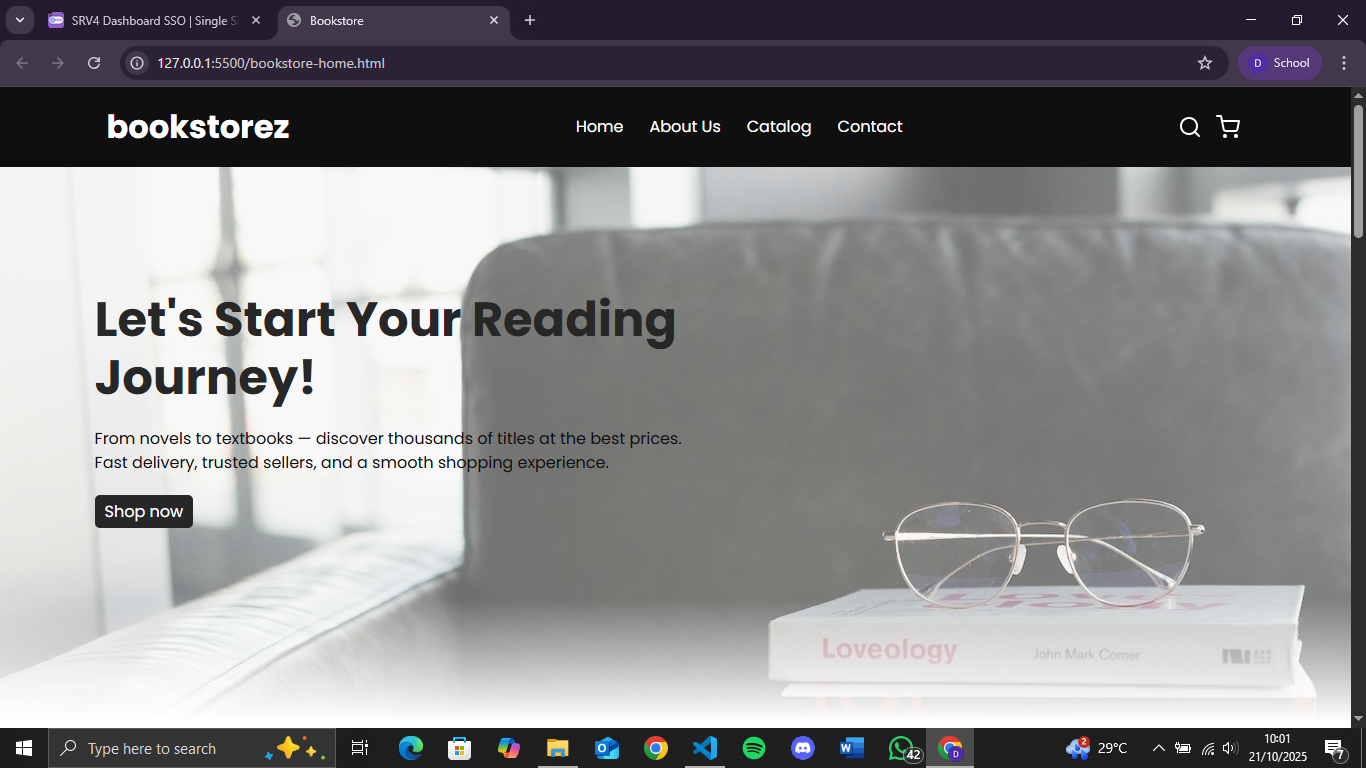 SRV4 Dashboard SSO | Single S
Bookstore
127.0.0.1:5500/bookstore-home.html
D School
bookstorez
Home About Us Catalog Contact
Let's Start Your Reading
Journey!
From novels to textbooks — discover thousands of titles at the best prices.
Fast delivery, trusted sellers, and a smooth shopping experience.
Shop now
Loveology John Mark Comer
Type here to search
42
D
2
29°C
10:01
21/10/2025
7